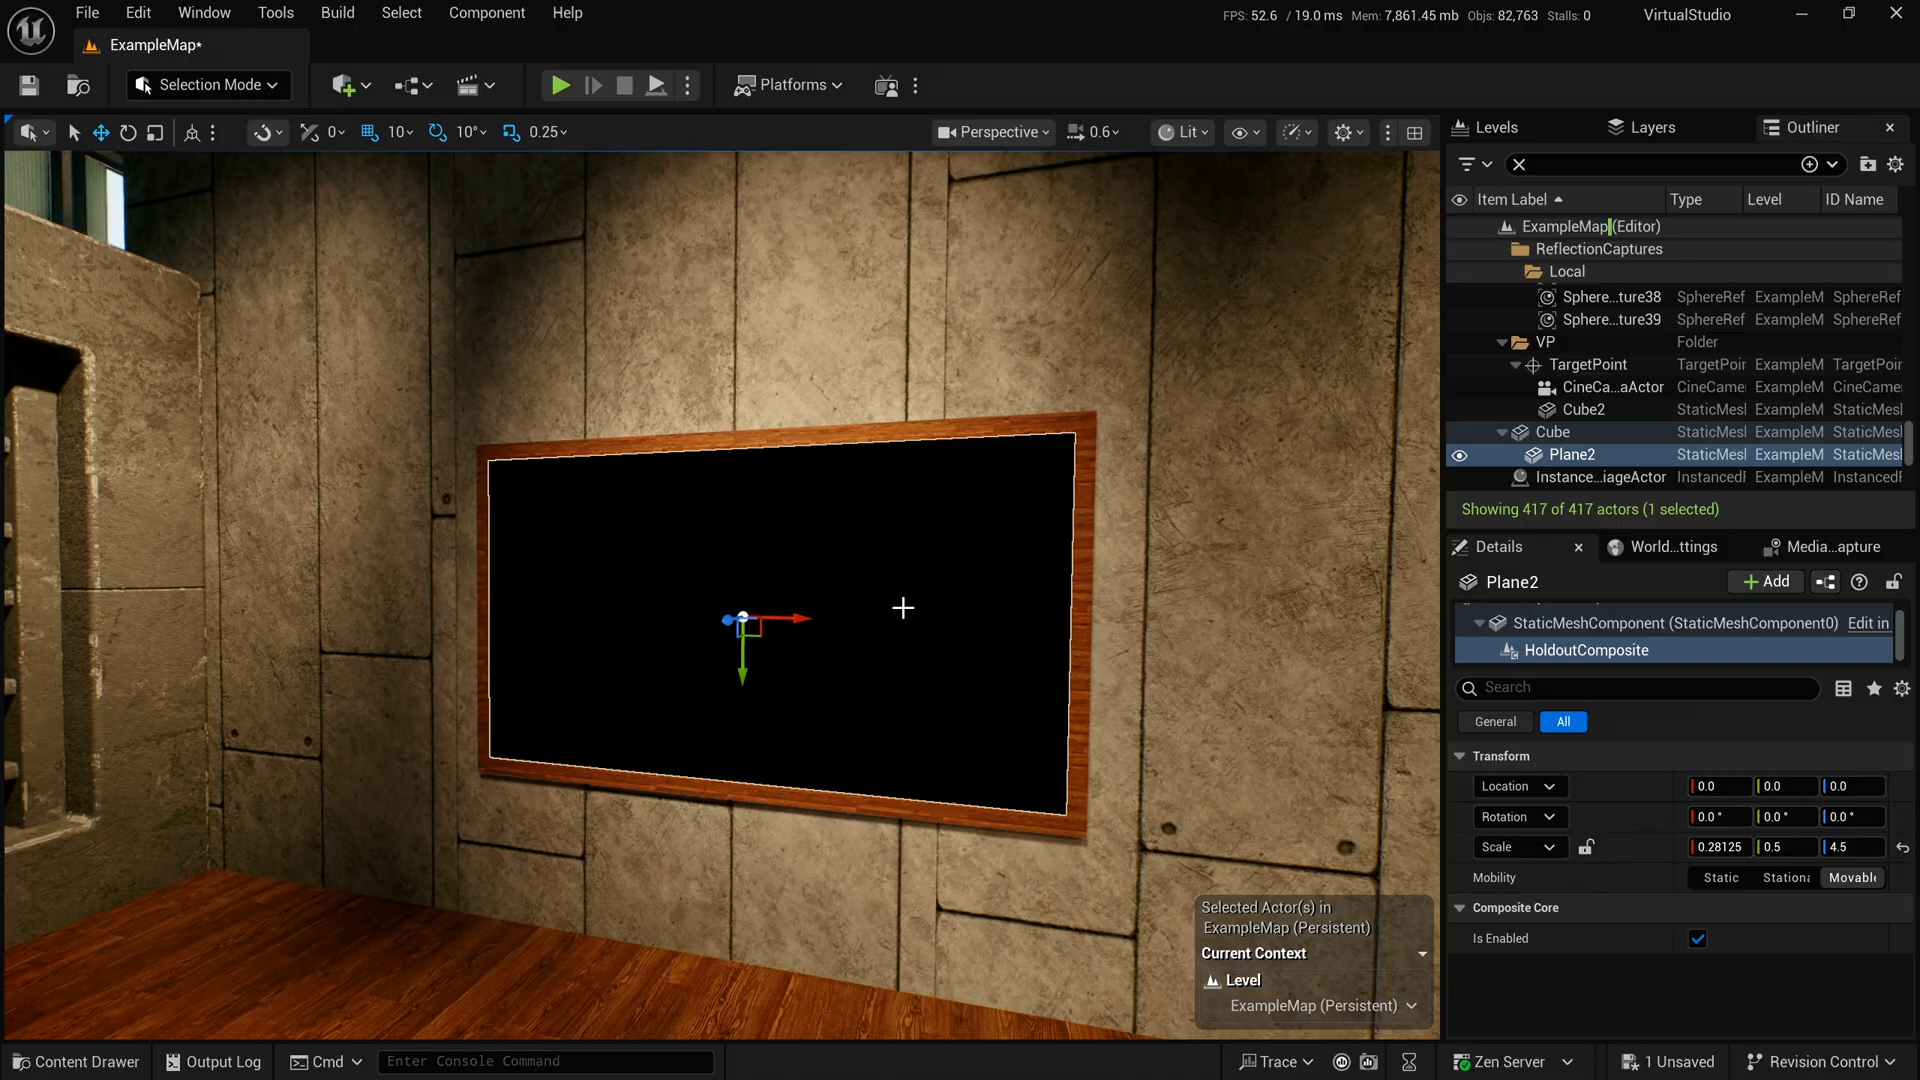 File Edit Window Tools Build Select Component Help
FPS: 52.6 / 19.0 ms Mem: 7,861.45 mb Objs: 82,763 Stalls: 0
VirtualStudio
ExampleMap*
Selection Mode
Platforms
0 10 10° 0.25
Perspective 0.6 Lit
Levels Layers Outliner
Item Label Type Level ID Name
ExampleMap (Editor)
ReflectionCaptures
Local
Sphere...ture38 SphereRef ExampleM SphereRef
Sphere...ture39 SphereRef ExampleM SphereRef
VP Folder
TargetPoint TargetPoir ExampleM TargetPoir
CineCa...aActor CineCamer ExampleM CineCamer
Cube2 StaticMesl ExampleM StaticMesl
Cube StaticMesl ExampleM StaticMesl
Plane2 StaticMesl ExampleM StaticMesl
Instance...iageActor InstancedF ExampleM InstancedF
Showing 417 of 417 actors (1 selected)
Details World...ttings Media...apture
Plane2
Add
StaticMeshComponent (StaticMeshComponent0) Edit in
HoldoutComposite
Search
General All
Transform
Location 0.0 0.0 0.0
Rotation 0.0 ° 0.0 ° 0.0 °
Scale 0.28125 0.5 4.5
Mobility Static Stationa Movable
Composite Core
Is Enabled
Selected Actor(s) in
ExampleMap (Persistent)
Current Context
Level
ExampleMap (Persistent)
Content Drawer Output Log Cmd Enter Console Command
Trace Zen Server 1 Unsaved Revision Control